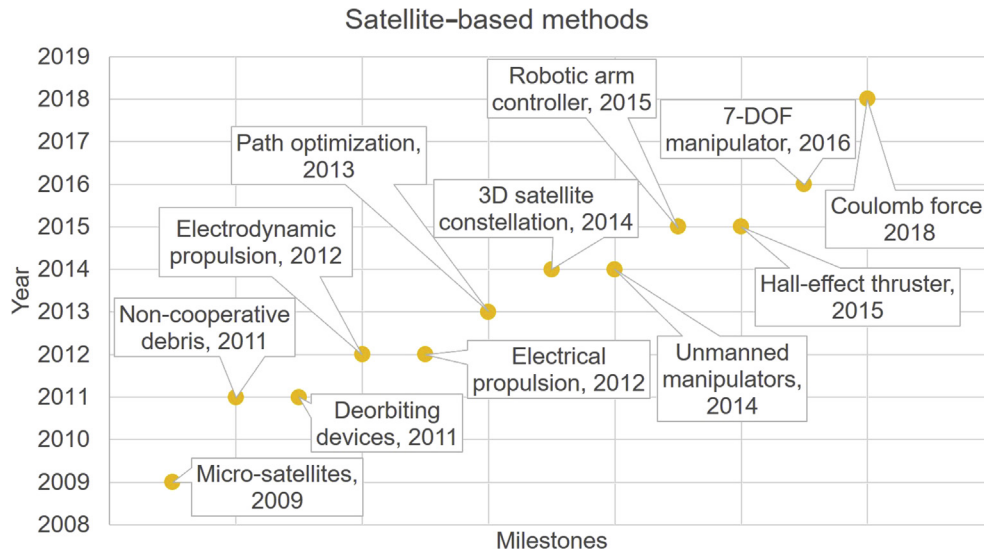 Satellite-based methods
Year
2019
2018
2017
2016
2015
2014
2013
2012
2011
2010
2009
2008
Micro-satellites,
2009
Non-cooperative
debris, 2011
Deorbiting
devices, 2011
Electrodynamic
propulsion, 2012
Electrical
propulsion, 2012
Path optimization,
2013
3D satellite
constellation, 2014
Unmanned
manipulators,
2014
Robotic arm
controller, 2015
Hall-effect thruster,
2015
7-DOF
manipulator, 2016
Coulomb force
2018
Milestones